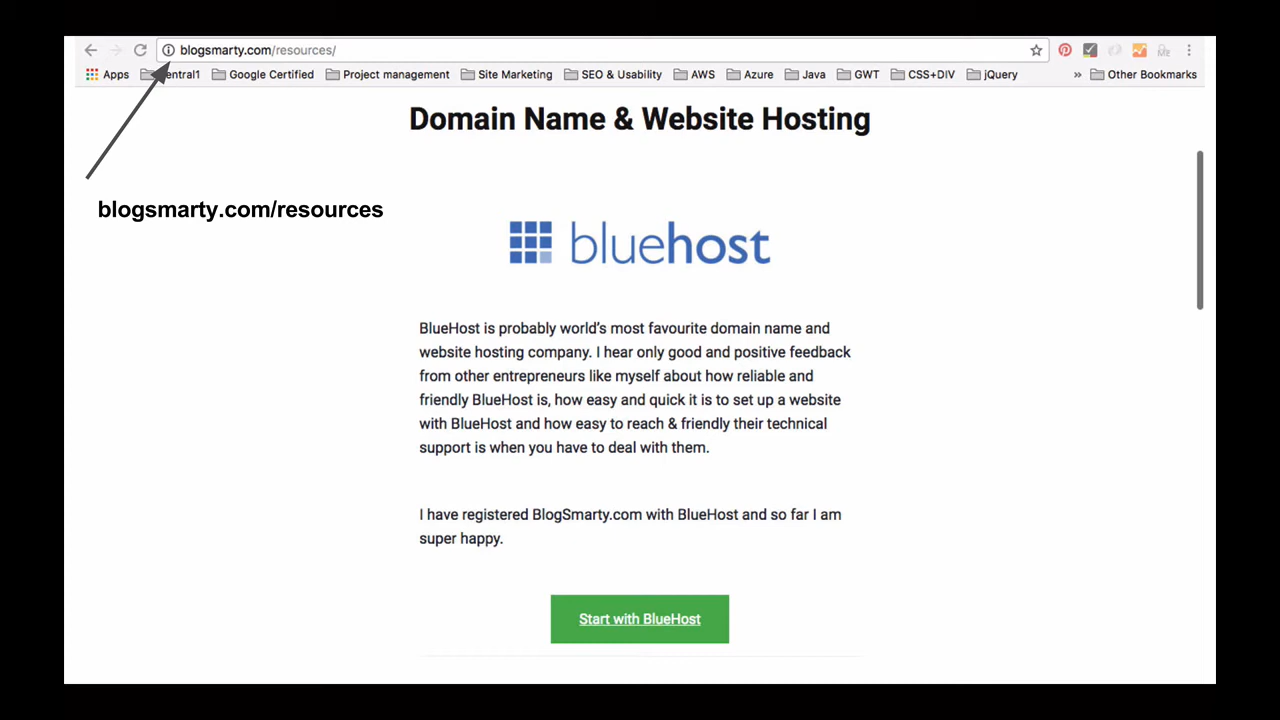 blogsmarty.com/resources/
Apps Google Certified Project management Site Marketing SEO & Usability AWS Azure Java GWT CSS+DIV jQuery » Other Bookmarks
Domain Name & Website Hosting
blogsmarty.com/resources
bluehost
BlueHost is probably world's most favourite domain name and
website hosting company. I hear only good and positive feedback
from other entrepreneurs like myself about how reliable and
friendly BlueHost is, how easy and quick it is to set up a website
with BlueHost and how easy to reach & friendly their technical
support is when you have to deal with them.
I have registered BlogSmarty.com with BlueHost and so far I am
super happy.
Start with BlueHost